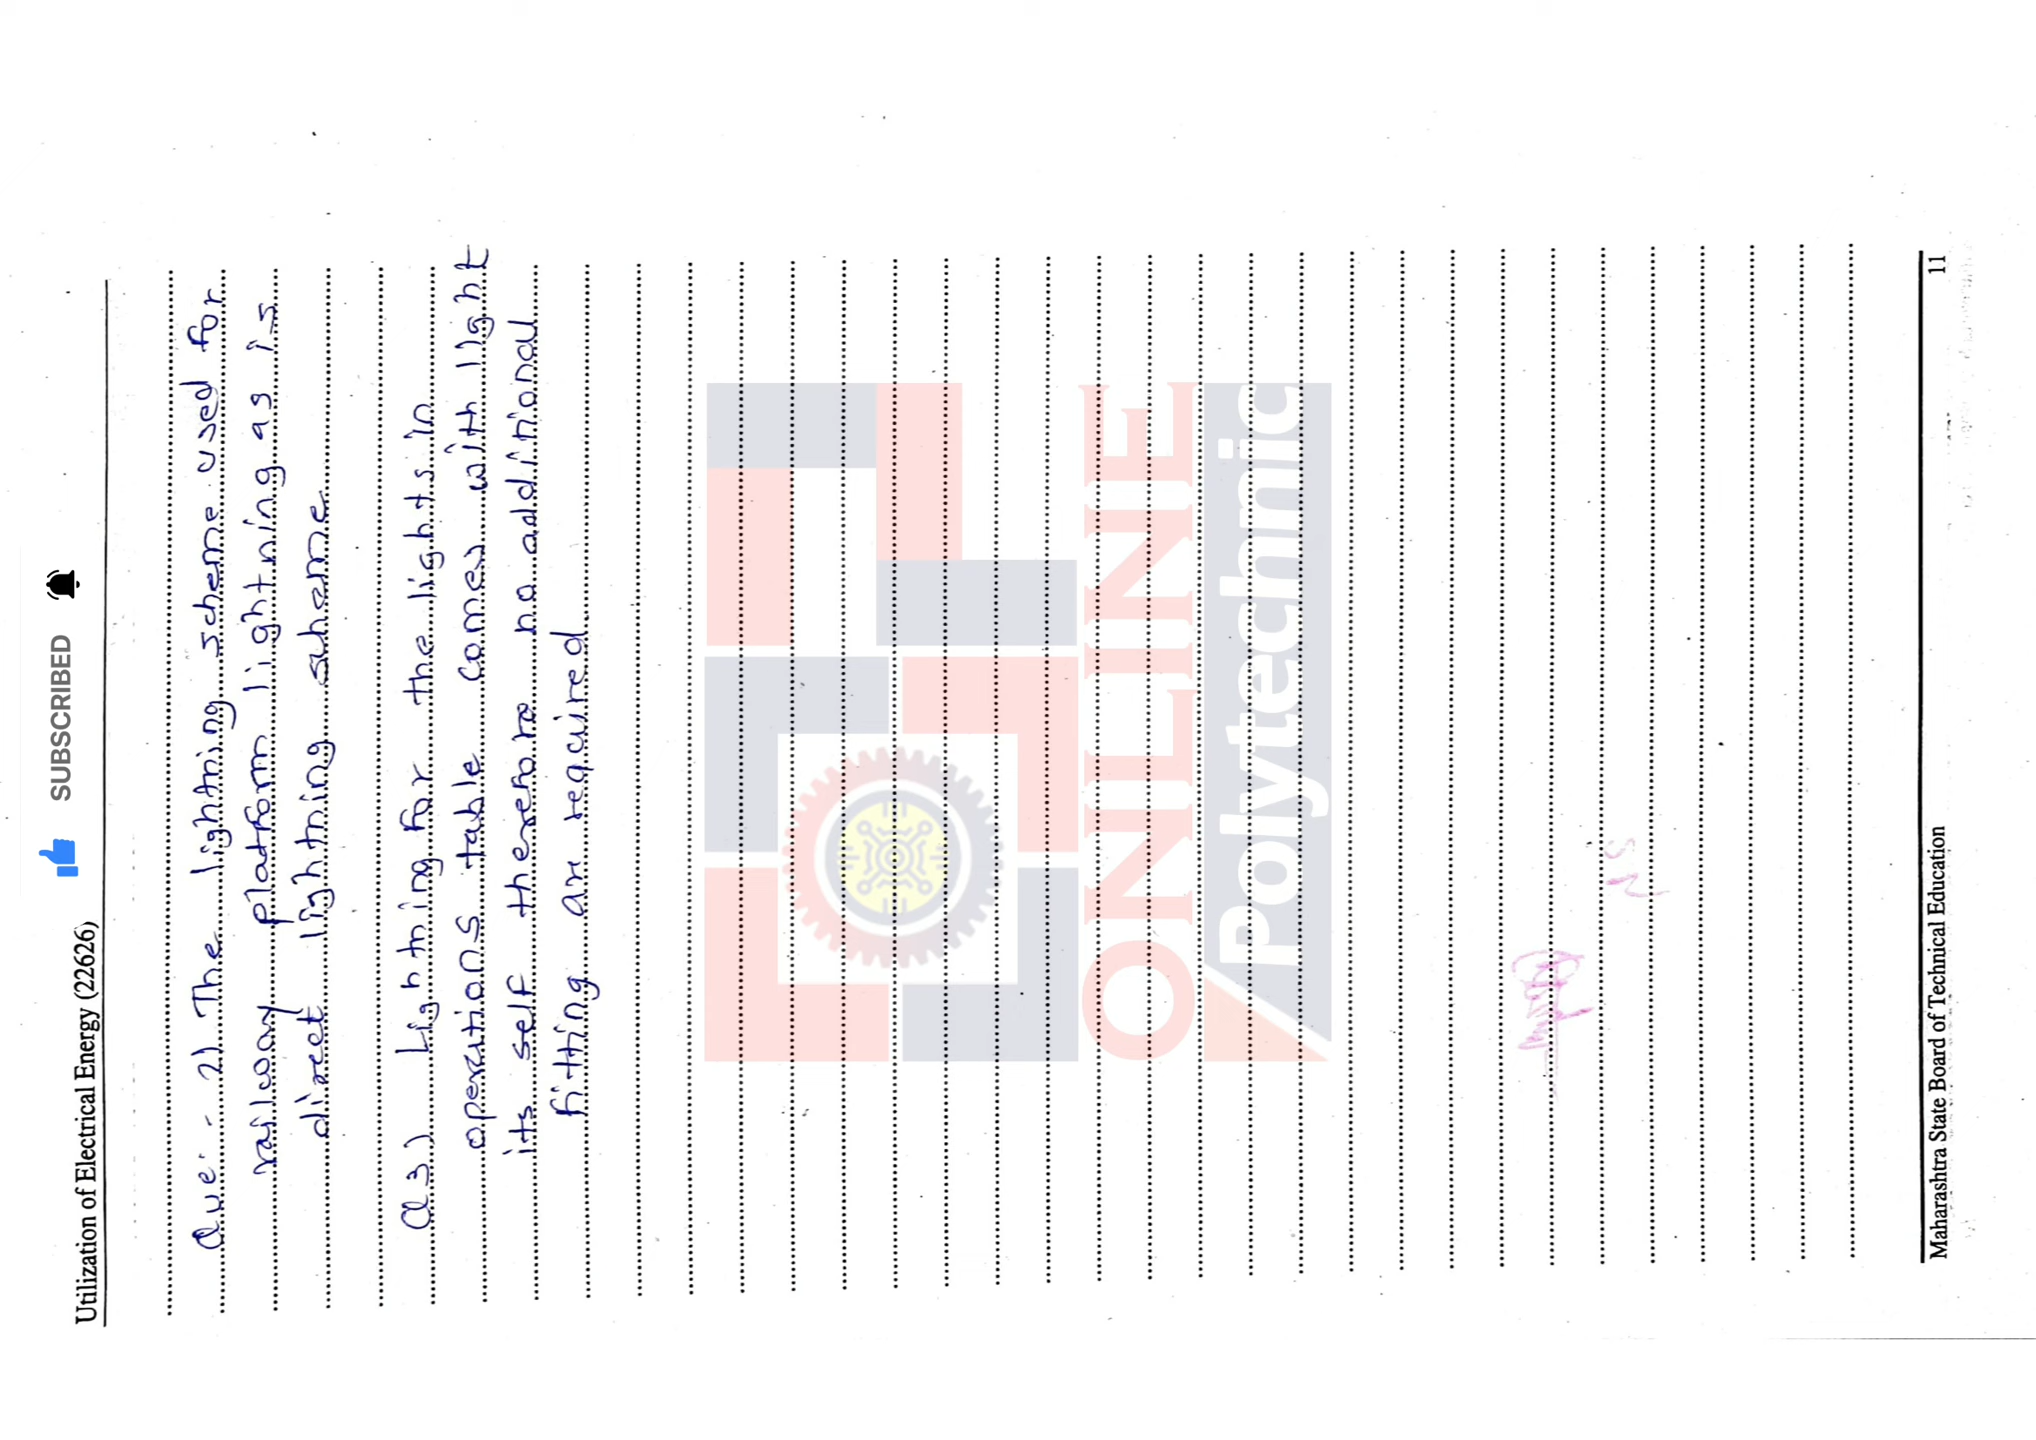 SUBSCRIBED
Utilization of Electrical Energy (22626)
Que:- 2) The lightning scheme used for
railway platform lightning as is
direct lightning scheme
Q3) Lightning for the lights in
operations table comes with light
its self therefore no additional
fitting are required
ONLINE
Polytechnic
Maharashtra State Board of Technical Education 11